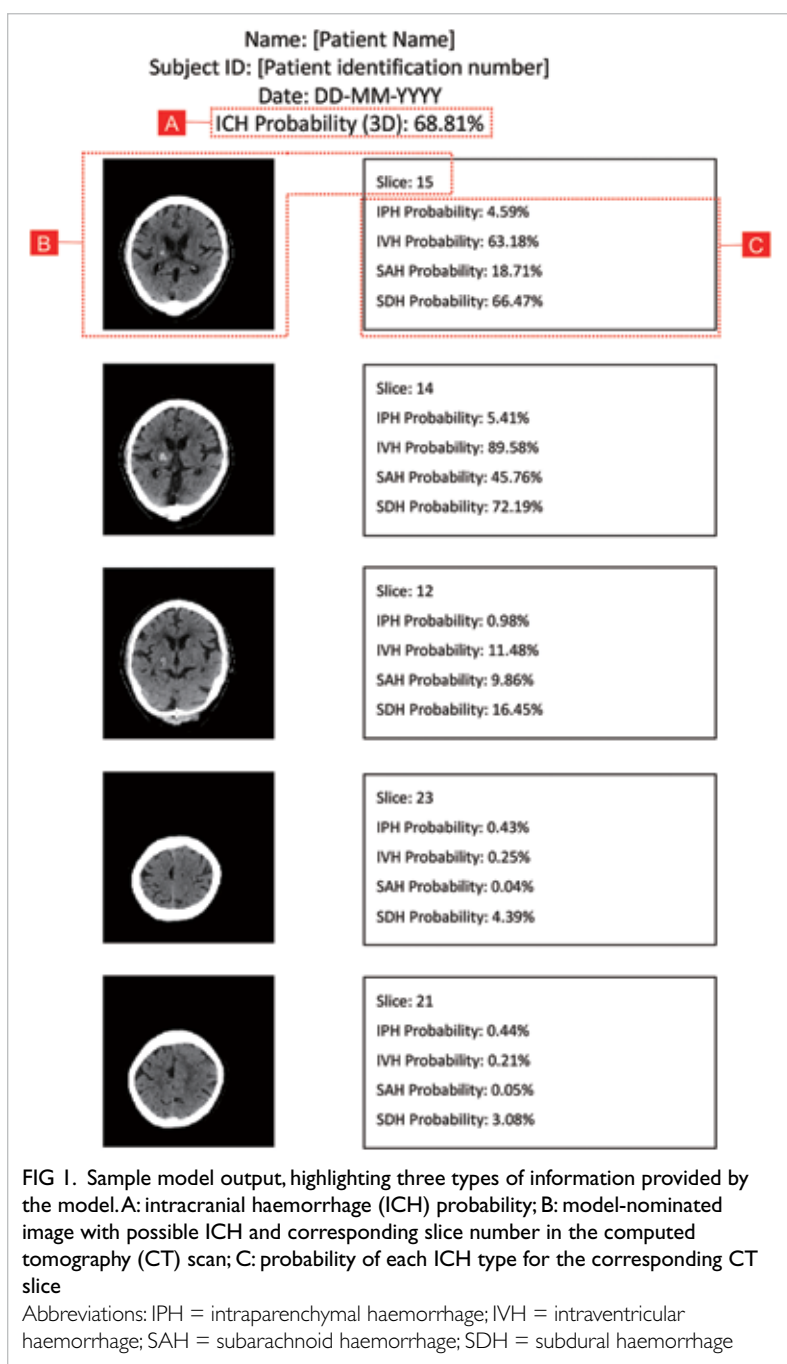 Name: [Patient Name]
Subject ID: [Patient identification number]
Date: DD-MM-YYYY
A
ICH Probability (3D): 68.81%
B
Slice: 15
IPH Probability: 4.59%
IVH Probability: 63.18%
SAH Probability: 18.71%
SDH Probability: 66.47%
C
Slice: 14
IPH Probability: 5.41%
IVH Probability: 89.58%
SAH Probability: 45.76%
SDH Probability: 72.19%
Slice: 12
IPH Probability: 0.98%
IVH Probability: 11.48%
SAH Probability: 9.86%
SDH Probability: 16.45%
Slice: 23
IPH Probability: 0.43%
IVH Probability: 0.25%
SAH Probability: 0.04%
SDH Probability: 4.39%
Slice: 21
IPH Probability: 0.44%
IVH Probability: 0.21%
SAH Probability: 0.05%
SDH Probability: 3.08%
FIG 1. Sample model output, highlighting three types of information provided by
the model. A: intracranial haemorrhage (ICH) probability; B: model-nominated
image with possible ICH and corresponding slice number in the computed
tomography (CT) scan; C: probability of each ICH type for the corresponding CT
slice
Abbreviations: IPH = intraparenchymal haemorrhage; IVH = intraventricular
haemorrhage; SAH = subarachnoid haemorrhage; SDH = subdural haemorrhage